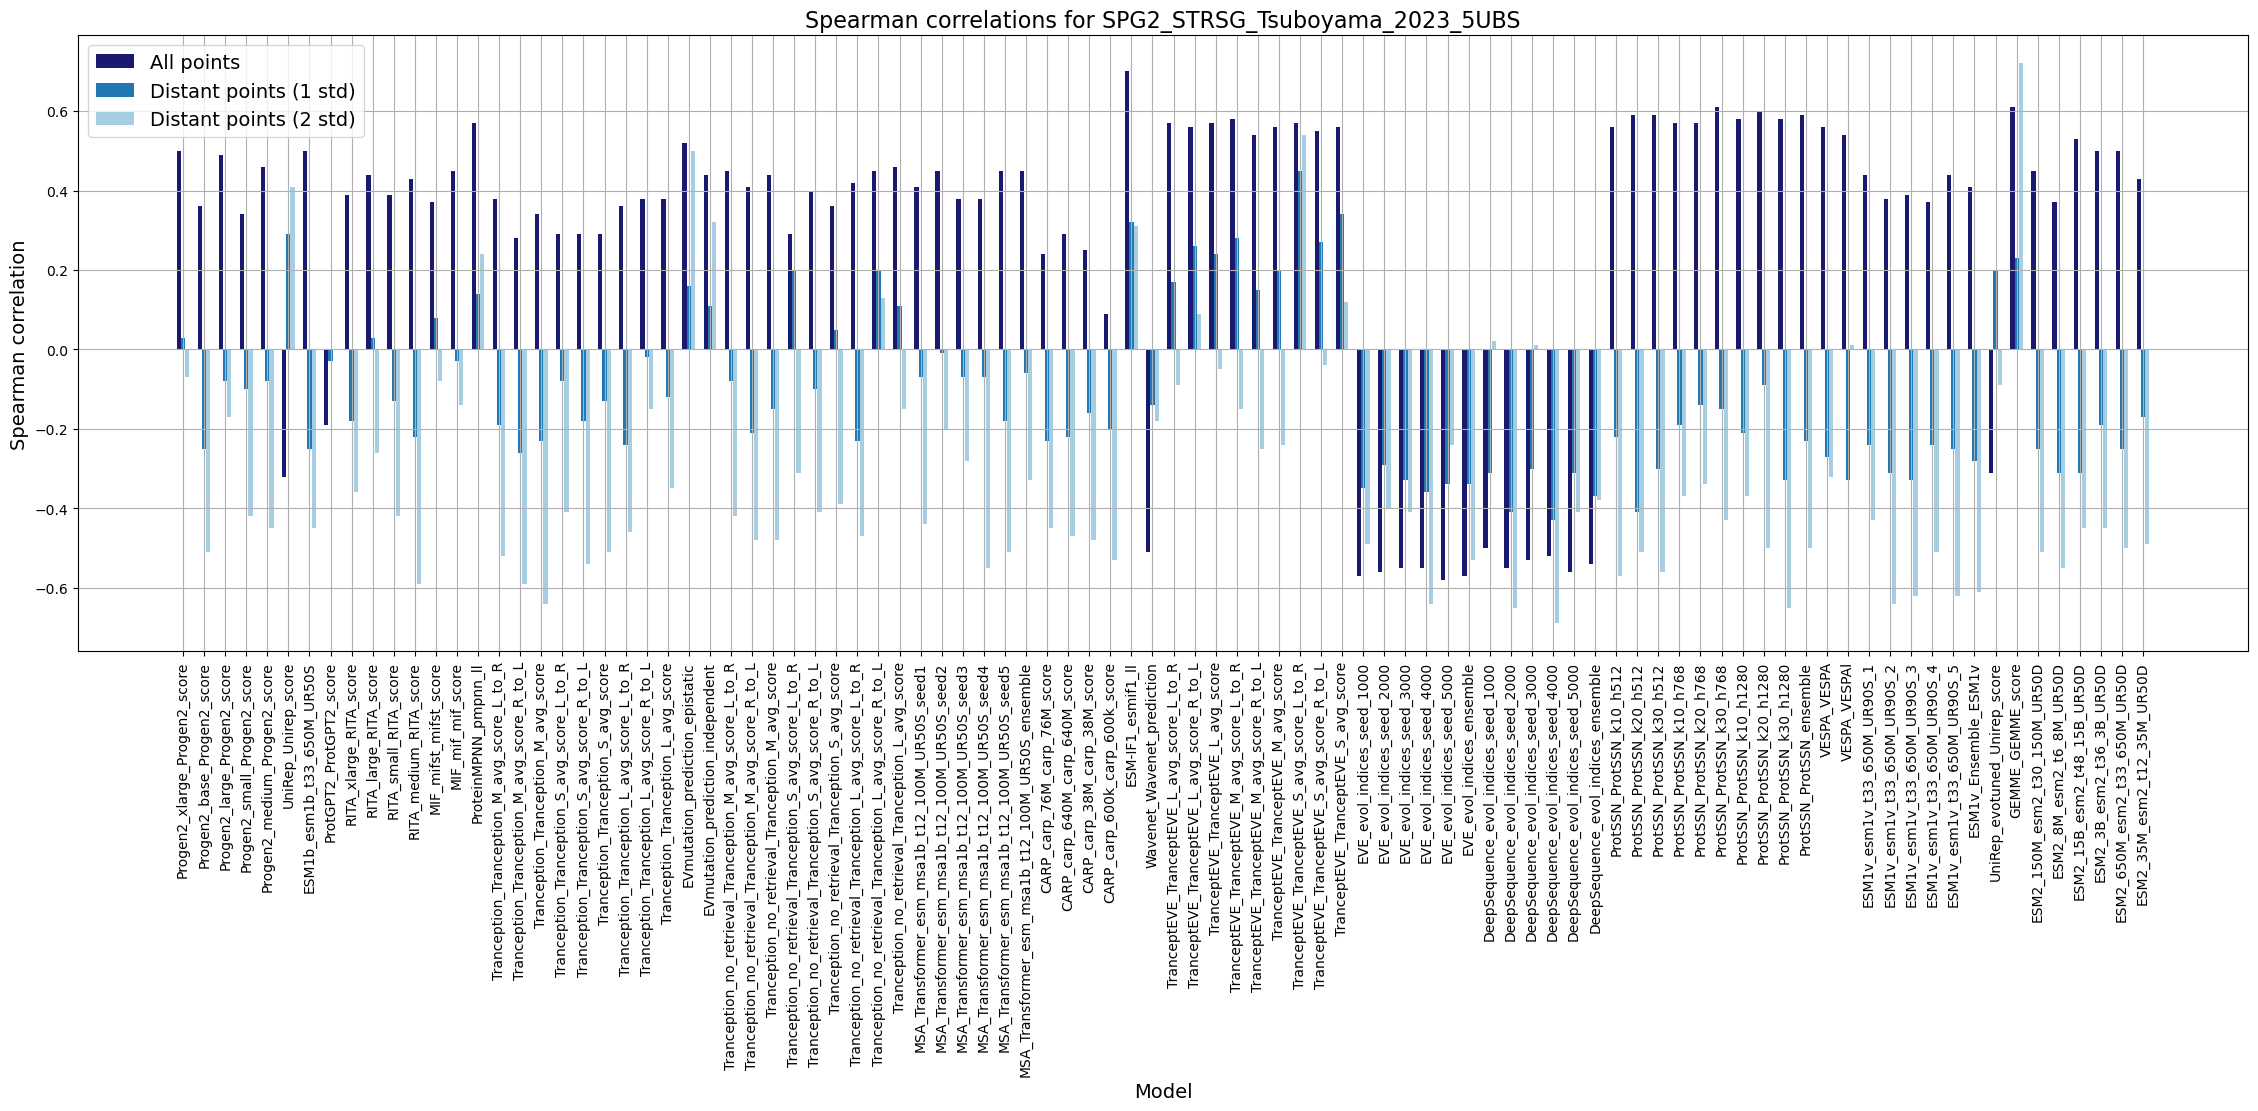 Spearman correlations for SPG2_STRSG_Tsuboyama_2023_5UBS
All points
Distant points (1 std)
Distant points (2 std)
Spearman correlation
0.6
0.4
0.2
0.0
−0.2
−0.4
−0.6
Progen2_xlarge_Progen2_score
Progen2_base_Progen2_score
Progen2_large_Progen2_score
Progen2_small_Progen2_score
Progen2_medium_Progen2_score
UniRep_Unirep_score
ESM1b_esm1b_t33_650M_UR50S
ProtGPT2_ProtGPT2_score
RITA_xlarge_RITA_score
RITA_large_RITA_score
RITA_small_RITA_score
RITA_medium_RITA_score
MIF_mifst_mifst_score
MIF_mif_mif_score
ProteinMPNN_pmpnn_ll
Tranception_Tranception_M_avg_score_L_to_R
Tranception_Tranception_M_avg_score_R_to_L
Tranception_Tranception_M_avg_score
Tranception_Tranception_S_avg_score_L_to_R
Tranception_Tranception_S_avg_score_R_to_L
Tranception_Tranception_S_avg_score
Tranception_Tranception_L_avg_score_L_to_R
Tranception_Tranception_L_avg_score_R_to_L
Tranception_Tranception_L_avg_score
EVmutation_prediction_epistatic
EVmutation_prediction_independent
Tranception_no_retrieval_Tranception_M_avg_score_L_to_R
Tranception_no_retrieval_Tranception_M_avg_score_R_to_L
Tranception_no_retrieval_Tranception_M_avg_score
Tranception_no_retrieval_Tranception_S_avg_score_L_to_R
Tranception_no_retrieval_Tranception_S_avg_score_R_to_L
Tranception_no_retrieval_Tranception_S_avg_score
Tranception_no_retrieval_Tranception_L_avg_score_L_to_R
Tranception_no_retrieval_Tranception_L_avg_score_R_to_L
Tranception_no_retrieval_Tranception_L_avg_score
MSA_Transformer_esm_msa1b_t12_100M_UR50S_seed1
MSA_Transformer_esm_msa1b_t12_100M_UR50S_seed2
MSA_Transformer_esm_msa1b_t12_100M_UR50S_seed3
MSA_Transformer_esm_msa1b_t12_100M_UR50S_seed4
MSA_Transformer_esm_msa1b_t12_100M_UR50S_seed5
MSA_Transformer_esm_msa1b_t12_100M_UR50S_ensemble
CARP_carp_76M_carp_76M_score
CARP_carp_640M_carp_640M_score
CARP_carp_38M_carp_38M_score
CARP_carp_600k_carp_600k_score
ESM-IF1_esmif1_ll
Wavenet_Wavenet_prediction
TranceptEVE_TranceptEVE_L_avg_score_L_to_R
TranceptEVE_TranceptEVE_L_avg_score_R_to_L
TranceptEVE_TranceptEVE_L_avg_score
TranceptEVE_TranceptEVE_M_avg_score_L_to_R
TranceptEVE_TranceptEVE_M_avg_score_R_to_L
TranceptEVE_TranceptEVE_M_avg_score
TranceptEVE_TranceptEVE_S_avg_score_L_to_R
TranceptEVE_TranceptEVE_S_avg_score_R_to_L
TranceptEVE_TranceptEVE_S_avg_score
EVE_evol_indices_seed_1000
EVE_evol_indices_seed_2000
EVE_evol_indices_seed_3000
EVE_evol_indices_seed_4000
EVE_evol_indices_seed_5000
EVE_evol_indices_ensemble
DeepSequence_evol_indices_seed_1000
DeepSequence_evol_indices_seed_2000
DeepSequence_evol_indices_seed_3000
DeepSequence_evol_indices_seed_4000
DeepSequence_evol_indices_seed_5000
DeepSequence_evol_indices_ensemble
ProtSSN_ProtSSN_k10_h512
ProtSSN_ProtSSN_k20_h512
ProtSSN_ProtSSN_k30_h512
ProtSSN_ProtSSN_k10_h768
ProtSSN_ProtSSN_k20_h768
ProtSSN_ProtSSN_k30_h768
ProtSSN_ProtSSN_k10_h1280
ProtSSN_ProtSSN_k20_h1280
ProtSSN_ProtSSN_k30_h1280
ProtSSN_ProtSSN_ensemble
VESPA_VESPA
VESPA_VESPAl
ESM1v_esm1v_t33_650M_UR90S_1
ESM1v_esm1v_t33_650M_UR90S_2
ESM1v_esm1v_t33_650M_UR90S_3
ESM1v_esm1v_t33_650M_UR90S_4
ESM1v_esm1v_t33_650M_UR90S_5
ESM1v_Ensemble_ESM1v
UniRep_evotuned_Unirep_score
GEMME_GEMME_score
ESM2_150M_esm2_t30_150M_UR50D
ESM2_8M_esm2_t6_8M_UR50D
ESM2_15B_esm2_t48_15B_UR50D
ESM2_3B_esm2_t36_3B_UR50D
ESM2_650M_esm2_t33_650M_UR50D
ESM2_35M_esm2_t12_35M_UR50D
Model